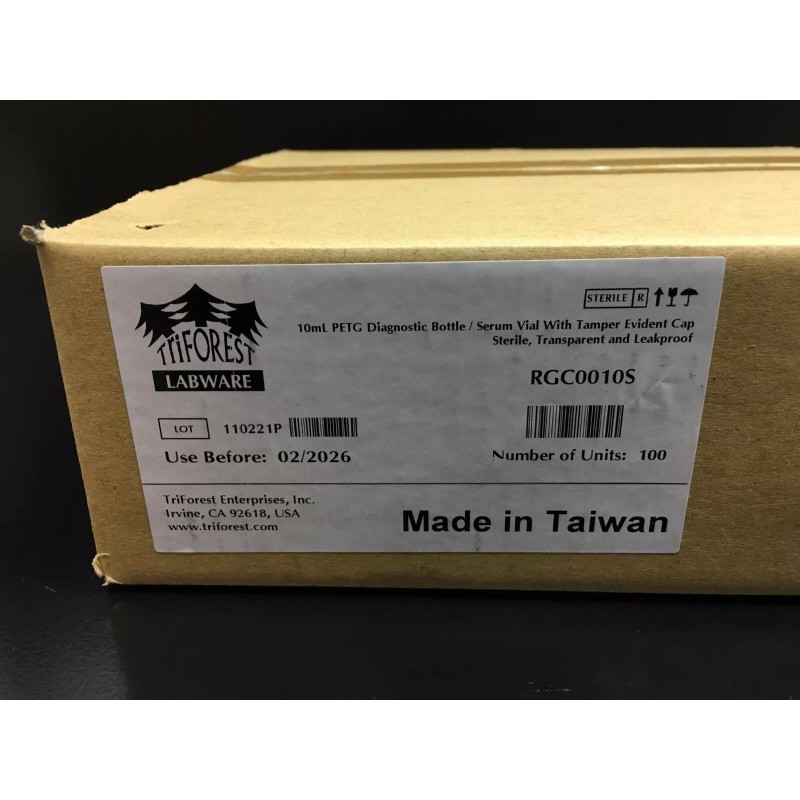 TriFOREST
LABWARE
STERILE R
10mL PETG Diagnostic Bottle / Serum Vial With Tamper Evident Cap
Sterile, Transparent and Leakproof
RGC0010S
LOT 110221P
Use Before: 02/2026
Number of Units: 100
TriForest Enterprises, Inc.
Irvine, CA 92618, USA
www.triforest.com
Made in Taiwan